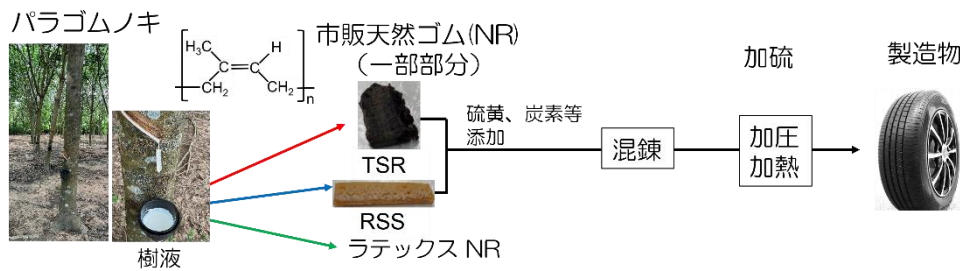 パラゴムノキ
樹液
H3C
H
C=C
CH2
CH2
n
市販天然ゴム(NR)
(一部部分)
TSR
RSS
ラテックス NR
硫黄、炭素等
添加
混錬
加硫
加圧
加熱
製造物